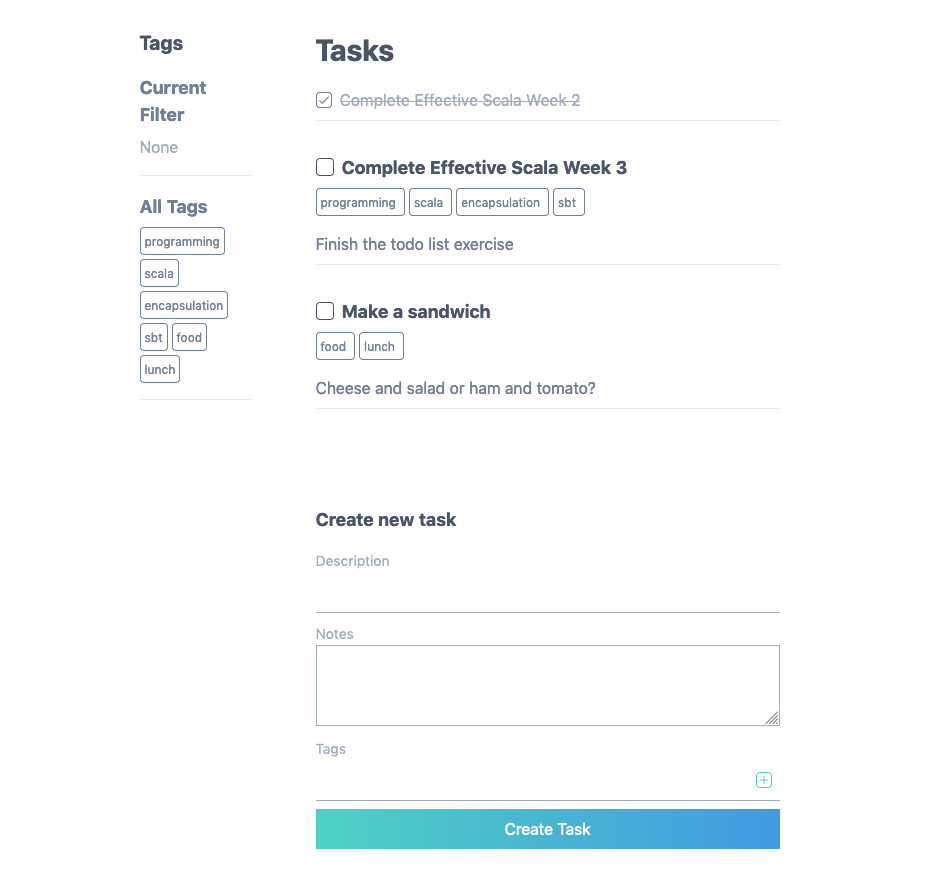 Tags
Current
Filter
None
All Tags
programming
scala
encapsulation
sbt food
lunch
Tasks
Complete Effective Scala Week 2
Complete Effective Scala Week 3
programming scala encapsulation sbt
Finish the todo list exercise
Make a sandwich
food lunch
Cheese and salad or ham and tomato?
Create new task
Description
Notes
Tags
Create Task